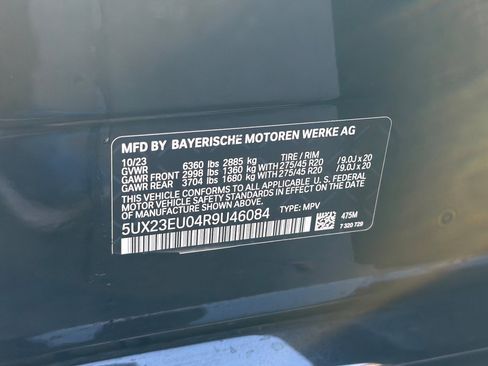 MFD BY BAYERISCHE MOTOREN WERKE AG
10/23 TIRE / RIM
GVWR 6360 lbs 2885 kg
GAWR FRONT 2998 lbs 1360 kg 275/45 R20 / 9.0J x 20
GAWR REAR 3704 lbs 1680 kg 275/45 R20 / 9.0J x 20
THIS VEHICLE CONFORMS TO ALL APPLICABLE U. S. FEDERAL
MOTOR VEHICLE SAFETY STANDARDS IN EFFECT
ON THE DATE OF MANUFACTURE SHOWN ABOVE.
5UX23EU04R9U46084 TYPE: MPV 475M
7 320 729